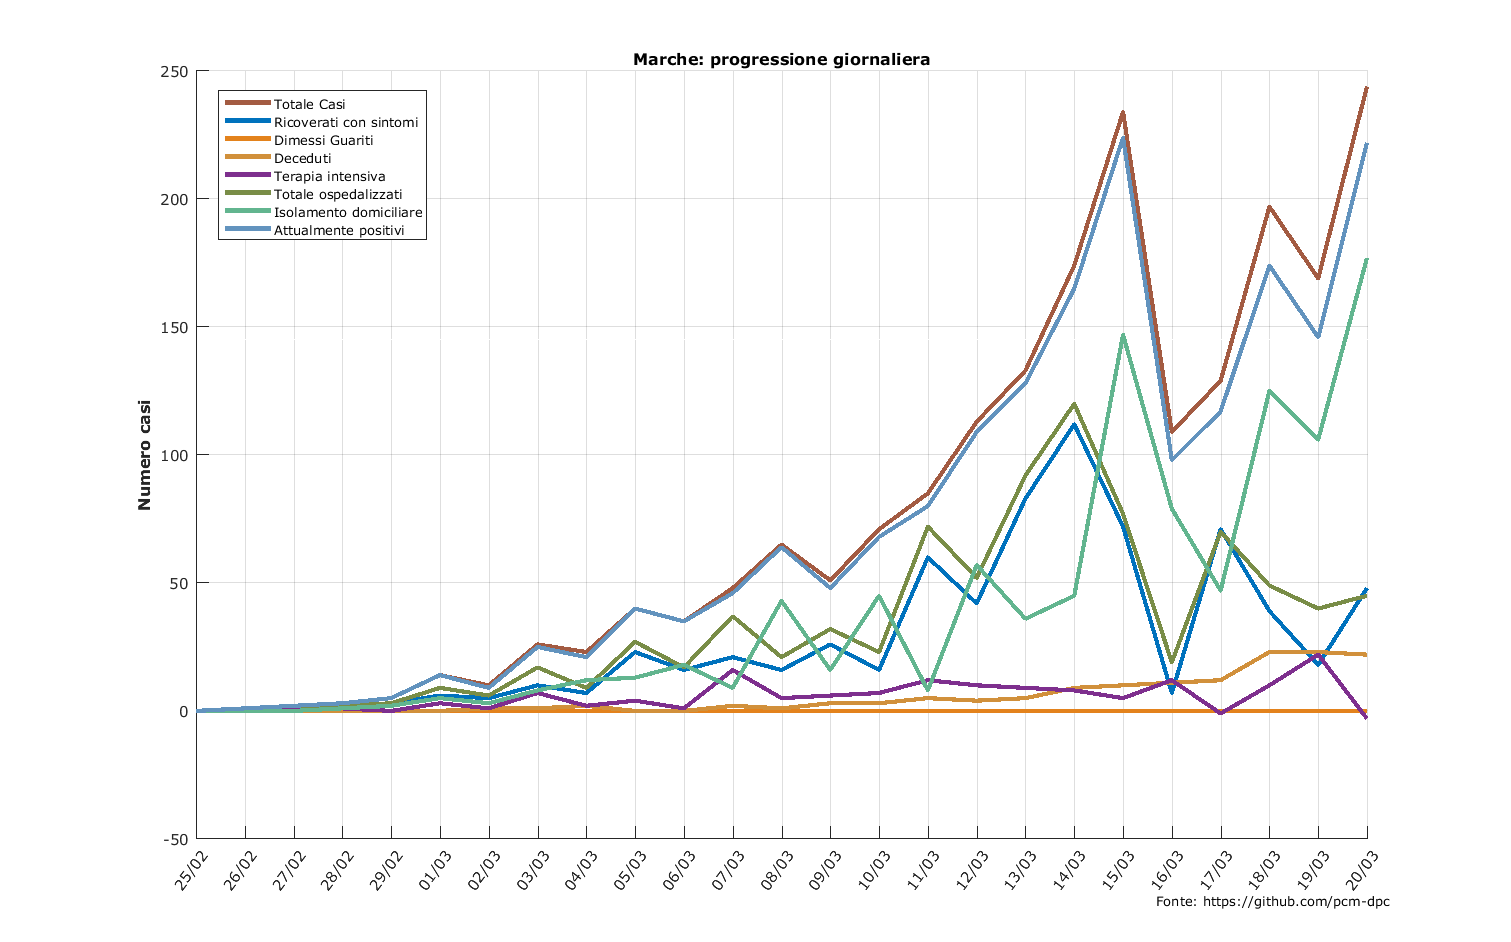 Marche: progressione giornaliera
250
200
150
100
50
0
-50
Numero casi
Totale Casi
Ricoverati con sintomi
Dimessi Guariti
Deceduti
Terapia intensiva
Totale ospedalizzati
Isolamento domiciliare
Attualmente positivi
25/02
26/02
27/02
28/02
29/02
01/03
02/03
03/03
04/03
05/03
06/03
07/03
08/03
09/03
10/03
11/03
12/03
13/03
14/03
15/03
16/03
17/03
18/03
19/03
20/03
Fonte: https://github.com/pcm-dpc